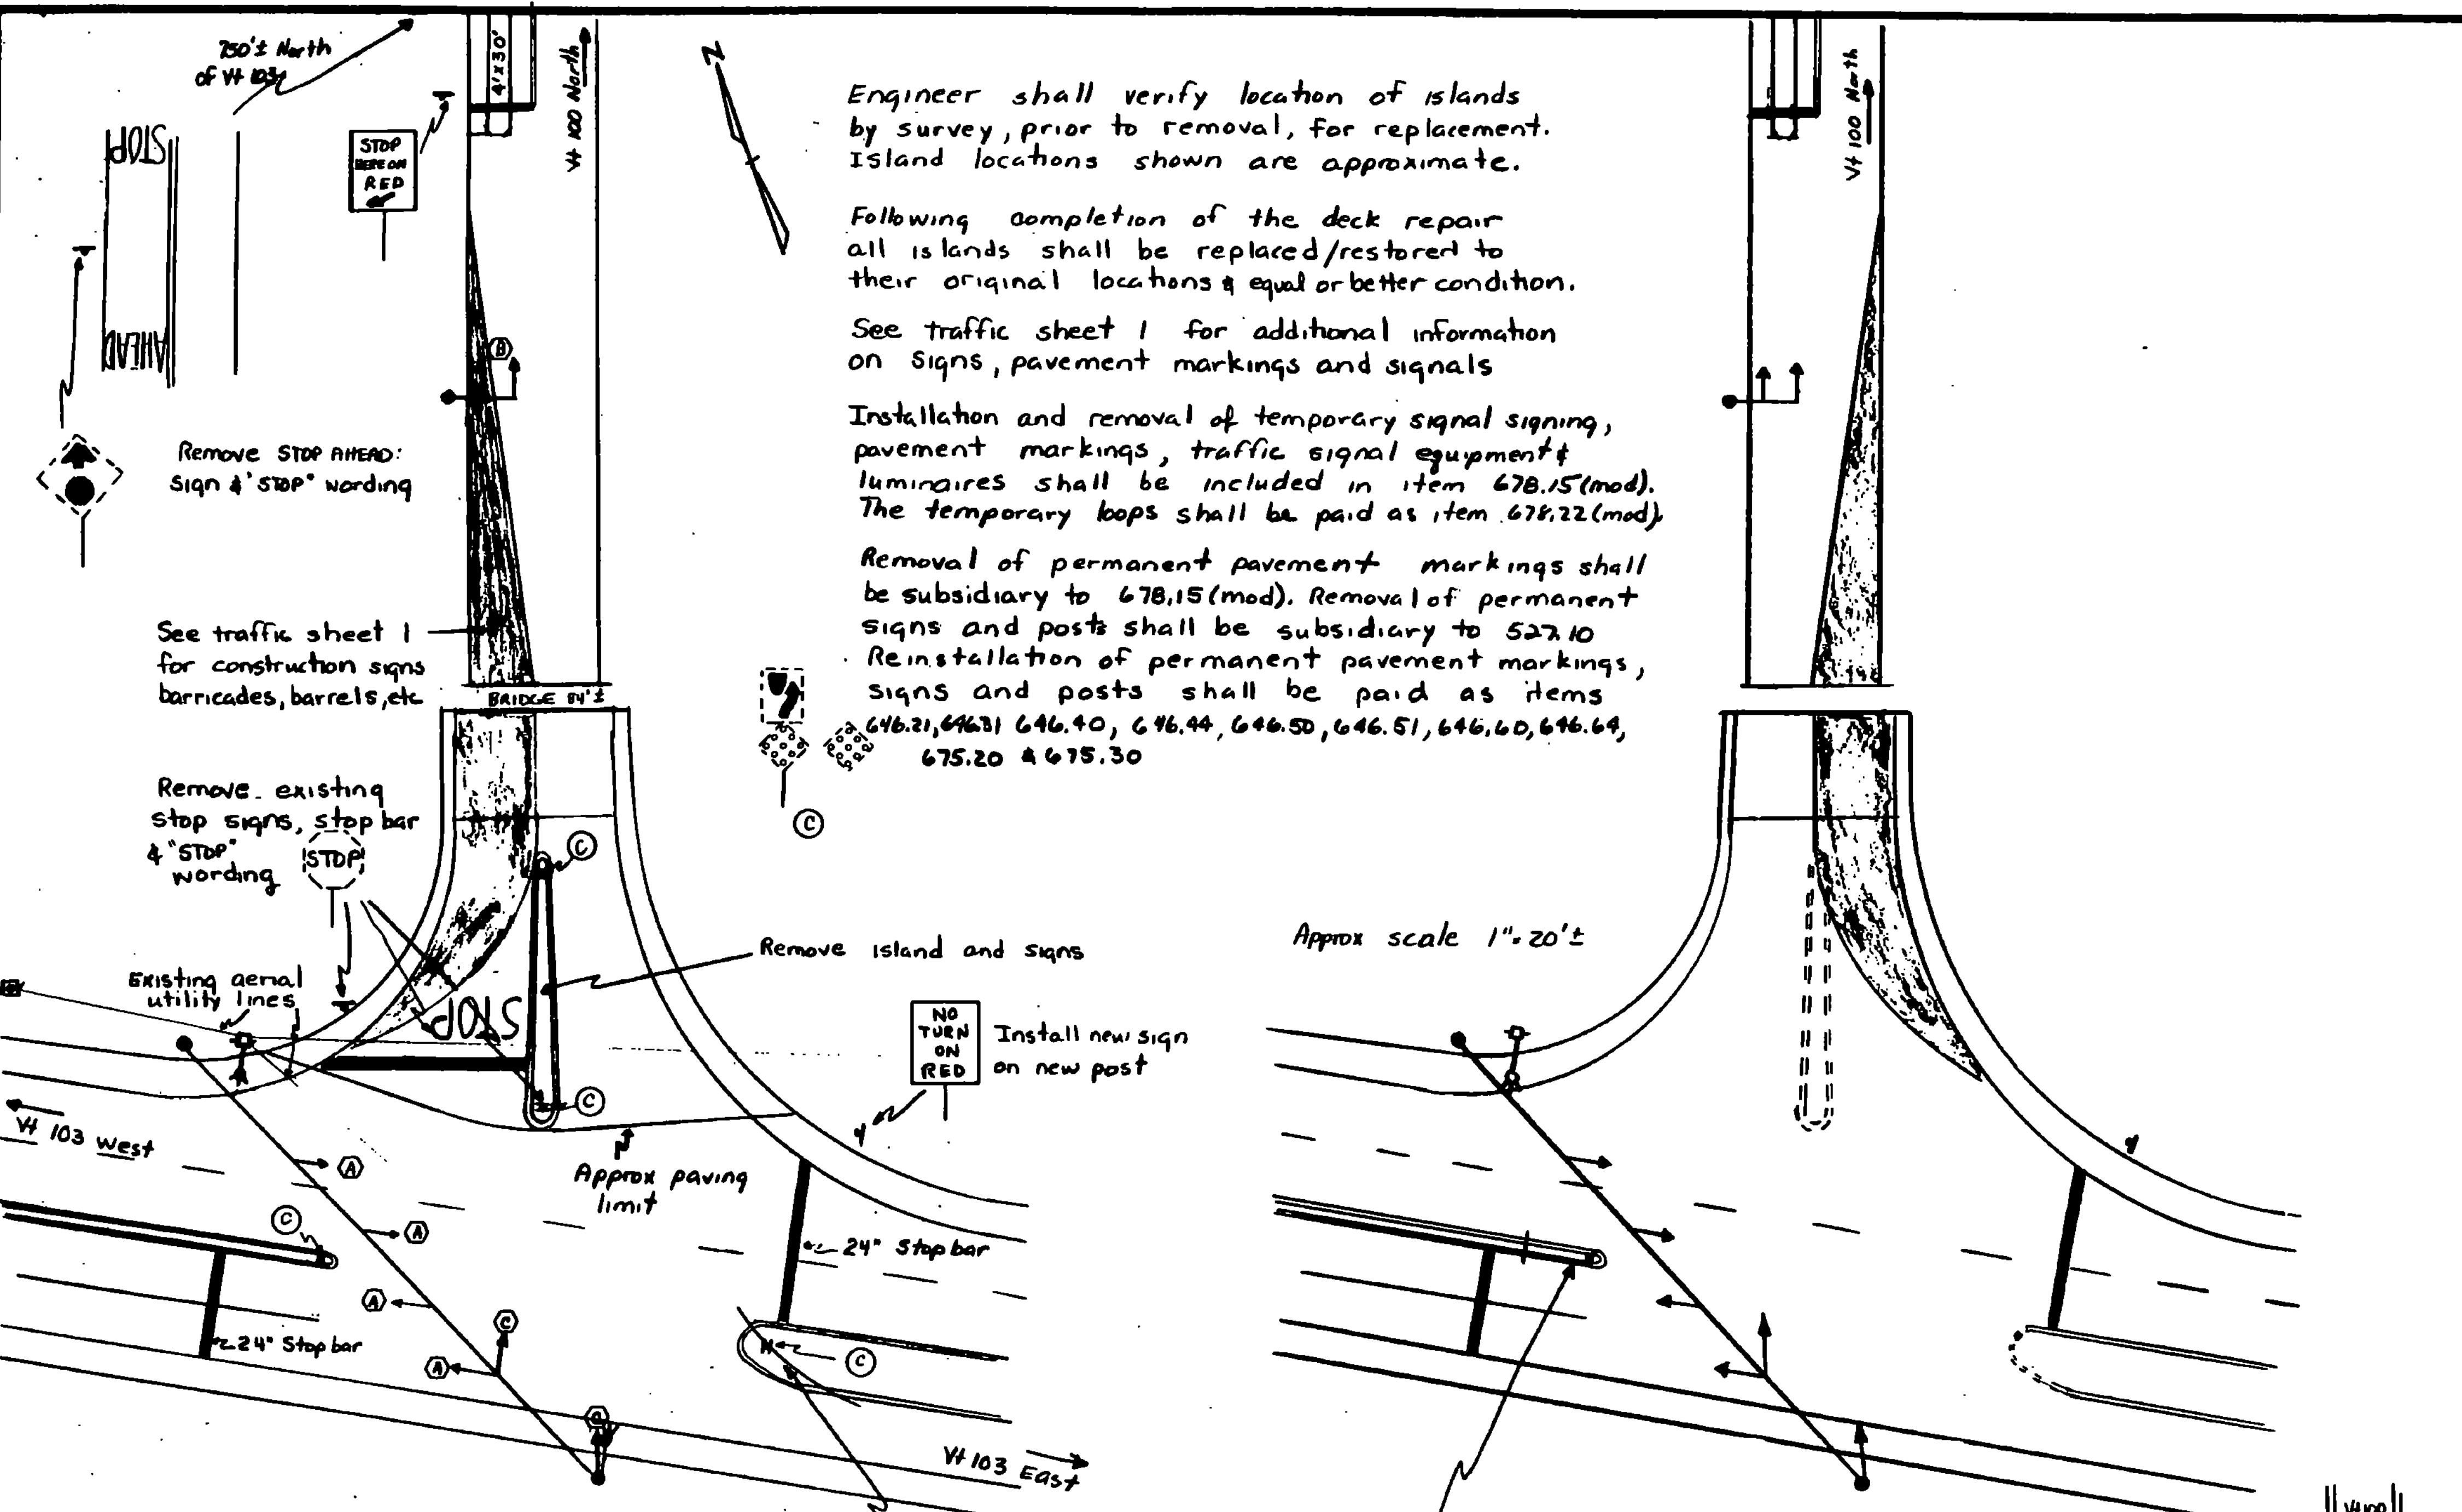 750'± North
of Vt 103
STOP
AHEAD
STOP
HERE ON
RED
4'x30'
Vt 100 North
N
Remove STOP AHEAD:
Sign & "STOP" wording
See traffic sheet 1
for construction signs
barricades, barrels, etc
B
BRIDGE 84'±
Remove existing
stop signs, stop bar
& "STOP"
wording
STOP
Existing aerial
utility lines
STOP
C
C
Vt 103 West
C
A
A
A
A
C
24" Stop bar
Approx paving
limit
24" Stop bar
C
Vt 103 East
Remove island and signs
NO
TURN
ON
RED
Install new sign
on new post
Engineer shall verify location of islands
by survey, prior to removal, for replacement.
Island locations shown are approximate.
Following completion of the deck repair
all islands shall be replaced/restored to
their original locations & equal or better condition.
See traffic sheet 1 for additional information
on signs, pavement markings and signals
Installation and removal of temporary signal signing,
pavement markings, traffic signal equipment &
luminaires shall be included in item 678.15(mod).
The temporary loops shall be paid as item 678.22(mod).
Removal of permanent pavement markings shall
be subsidiary to 678.15(mod). Removal of permanent
signs and posts shall be subsidiary to 527.10
Reinstallation of permanent pavement markings,
signs and posts shall be paid as items
646.21, 646.31 646.40, 646.44, 646.50, 646.51, 646.60, 646.64,
675.20 & 675.30
C
Approx scale 1"=20'±
Vt 100 North
Vt 100